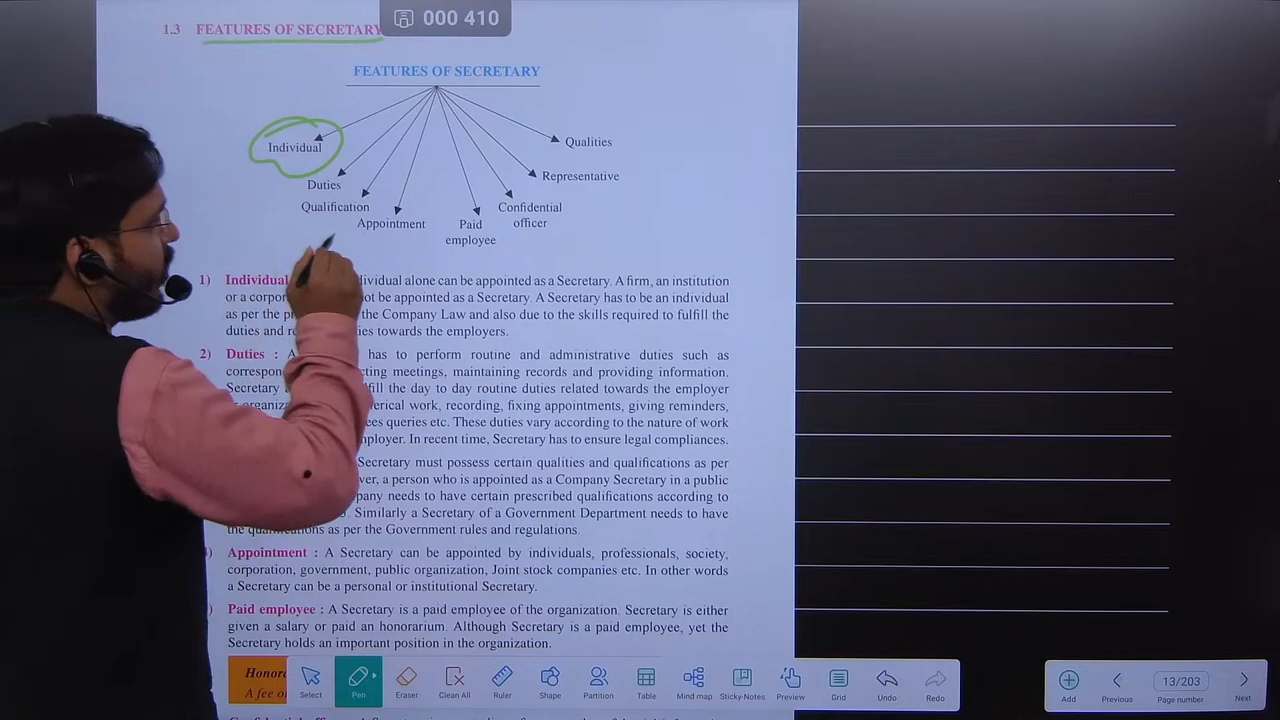 000 410
1.3 FEATURES OF SECRETARY
FEATURES OF SECRETARY
Individual
Qualities
Duties
Representative
Qualification
Confidential
officer
Appointment
Paid
employee
1) Individual dividual alone can be appointed as a Secretary. A firm, an institution
or a corpor ot be appointed as a Secretary. A Secretary has to be an individual
as per the pr the Company Law and also due to the skills required to fulfill the
duties and re ies towards the employers.
2) Duties : A has to perform routine and administrative duties such as
correspon ting meetings, maintaining records and providing information.
Secretary fill the day to day routine duties related towards the employer
organiz erical work, recording, fixing appointments, giving reminders,
ees queries etc. These duties vary according to the nature of work
ployer. In recent time, Secretary has to ensure legal compliances.
Secretary must possess certain qualities and qualifications as per
ver, a person who is appointed as a Company Secretary in a public
pany needs to have certain prescribed qualifications according to
Similarly a Secretary of a Government Department needs to have
the qualifications as per the Government rules and regulations.
) Appointment : A Secretary can be appointed by individuals, professionals, society,
corporation, government, public organization, Joint stock companies etc. In other words
a Secretary can be a personal or institutional Secretary.
) Paid employee : A Secretary is a paid employee of the organization. Secretary is either
given a salary or paid an honorarium. Although Secretary is a paid employee, yet the
Secretary holds an important position in the organization.
Honor
A fee o
Select Pen Eraser Clean All Ruler Shape Partition Table Mind map Sticky-Notes Preview Grid Undo Redo
Add Previous 13/203 Page number Next